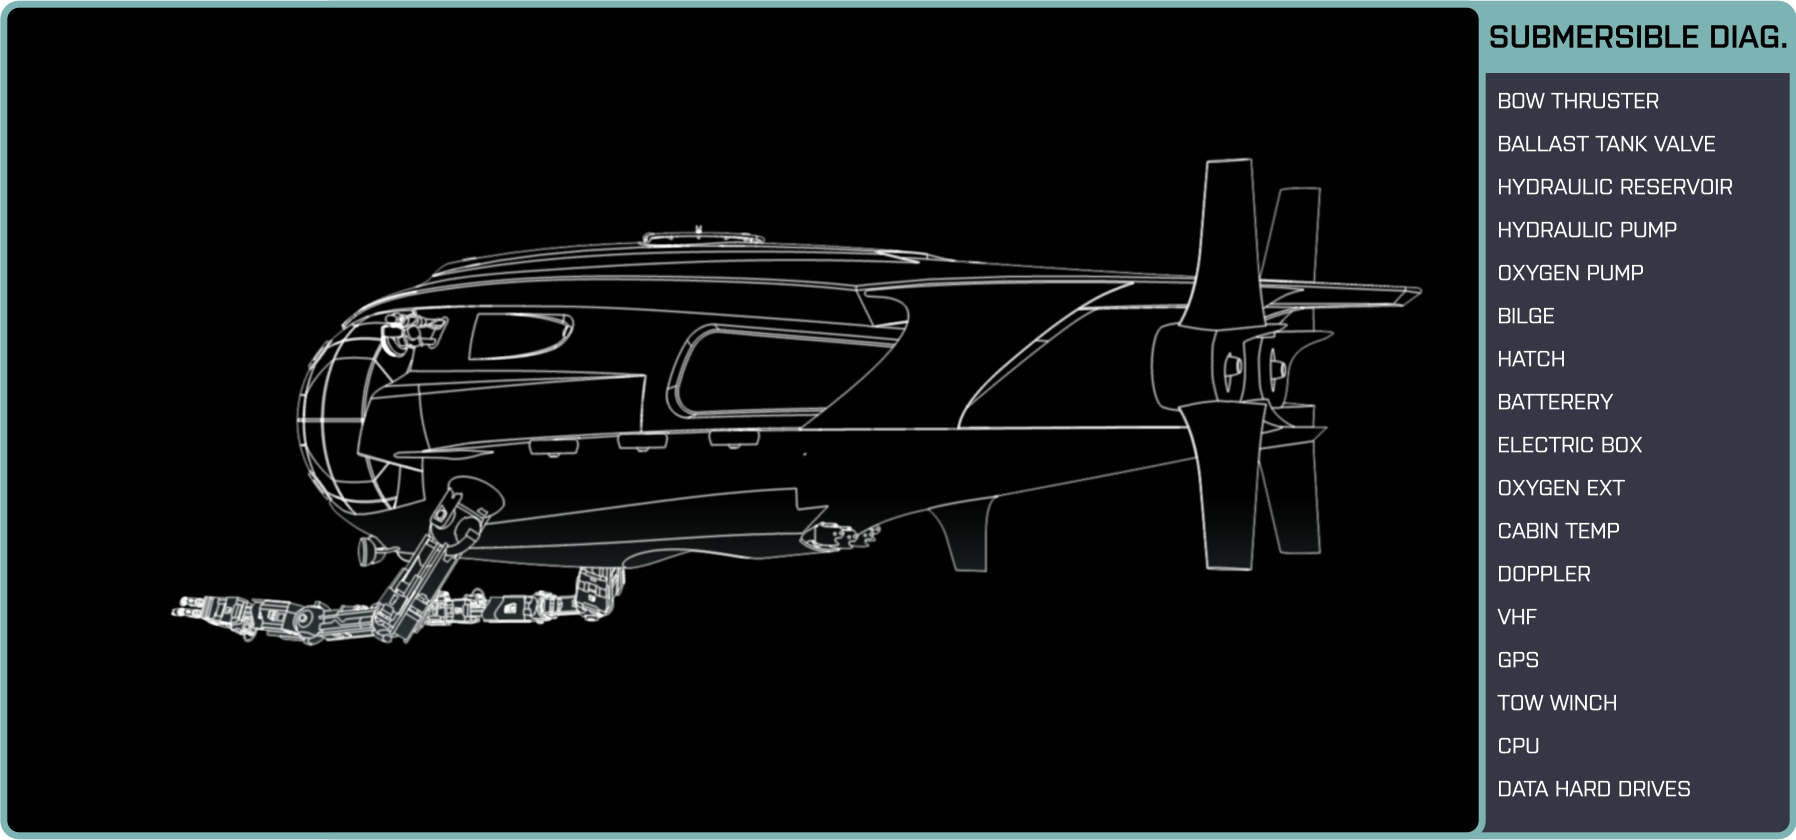 SUBMERSIBLE DIAG.
BOW THRUSTER
BALLAST TANK VALVE
HYDRAULIC RESERVOIR
HYDRAULIC PUMP
OXYGEN PUMP
BILGE
HATCH
BATTERERY
ELECTRIC BOX
OXYGEN EXT
CABIN TEMP
DOPPLER
VHF
GPS
TOW WINCH
CPU
DATA HARD DRIVES